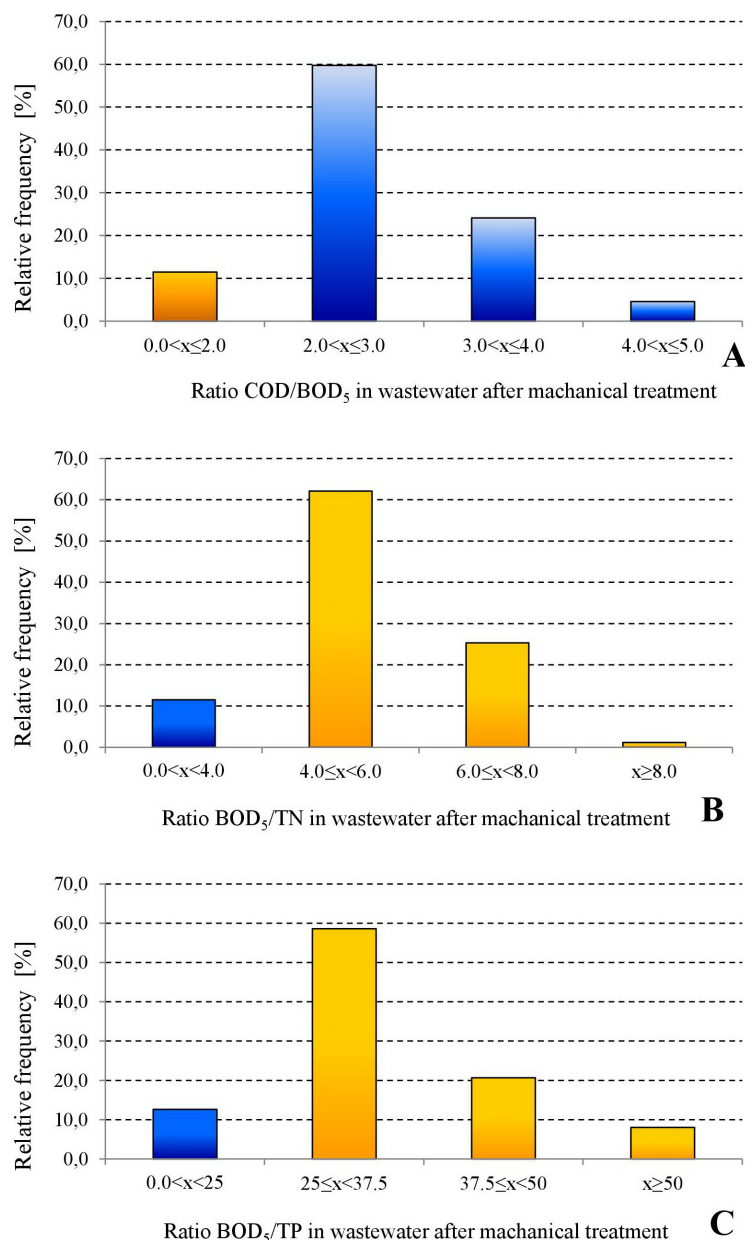 70,0
60,0
50,0
40,0
30,0
20,0
10,0
0,0
Relative frequency [%]
0.0<x≤2.0 2.0<x≤3.0 3.0<x≤4.0 4.0<x≤5.0
A
Ratio COD/BOD₅ in wastewater after machanical treatment
70,0
60,0
50,0
40,0
30,0
20,0
10,0
0,0
Relative frequency [%]
0.0<x<4.0 4.0≤x<6.0 6.0≤x<8.0 x≥8.0
B
Ratio BOD₅/TN in wastewater after machanical treatment
70,0
60,0
50,0
40,0
30,0
20,0
10,0
0,0
Relative frequency [%]
0.0<x<25 25≤x<37.5 37.5≤x<50 x≥50
C
Ratio BOD₅/TP in wastewater after machanical treatment